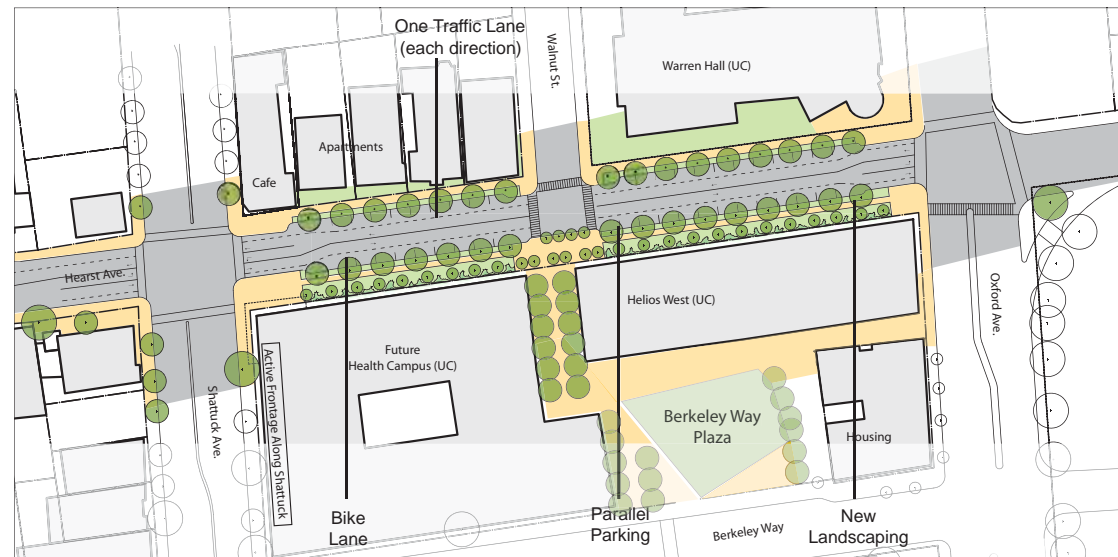 One Traffic Lane
(each direction)
Walnut St.
Warren Hall (UC)
Apartments
Cafe
Hearst Ave.
Helios West (UC)
Oxford Ave.
Future
Health Campus (UC)
Active Frontage Along Shattuck
Shattuck Ave.
Berkeley Way
Plaza
Housing
Bike
Lane
Parallel
Parking
Berkeley Way
New
Landscaping